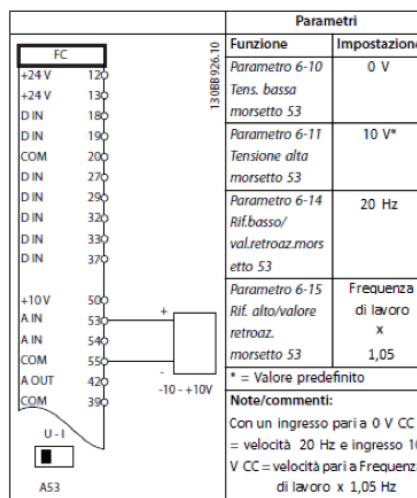 Parametri
Funzione Impostazione
Parametro 6-10 0 V
Tens. bassa
morsetto 53
Parametro 6-11 10 V*
Tensione alta
morsetto 53
Parametro 6-14 20 Hz
Rif.basso/
val.retroaz.mors
etto 53
Parametro 6-15 Frequenza
Rif. alto/valore di lavoro
retroaz. x
morsetto 53 1,05
* = Valore predefinito
Note/commenti:
Con un ingresso pari a 0 V CC
= velocità 20 Hz e ingresso 10
V CC = velocità pari a Frequenza
di lavoro x 1,05 Hz
FC
+24 V 12
+24 V 13
D IN 18
D IN 19
COM 20
D IN 27
D IN 29
D IN 32
D IN 33
D IN 37
+10 V 50
A IN 53
A IN 54
COM 55
A OUT 42
COM 39
+
-
-10 - +10V
U - I
A53
130BB926.10